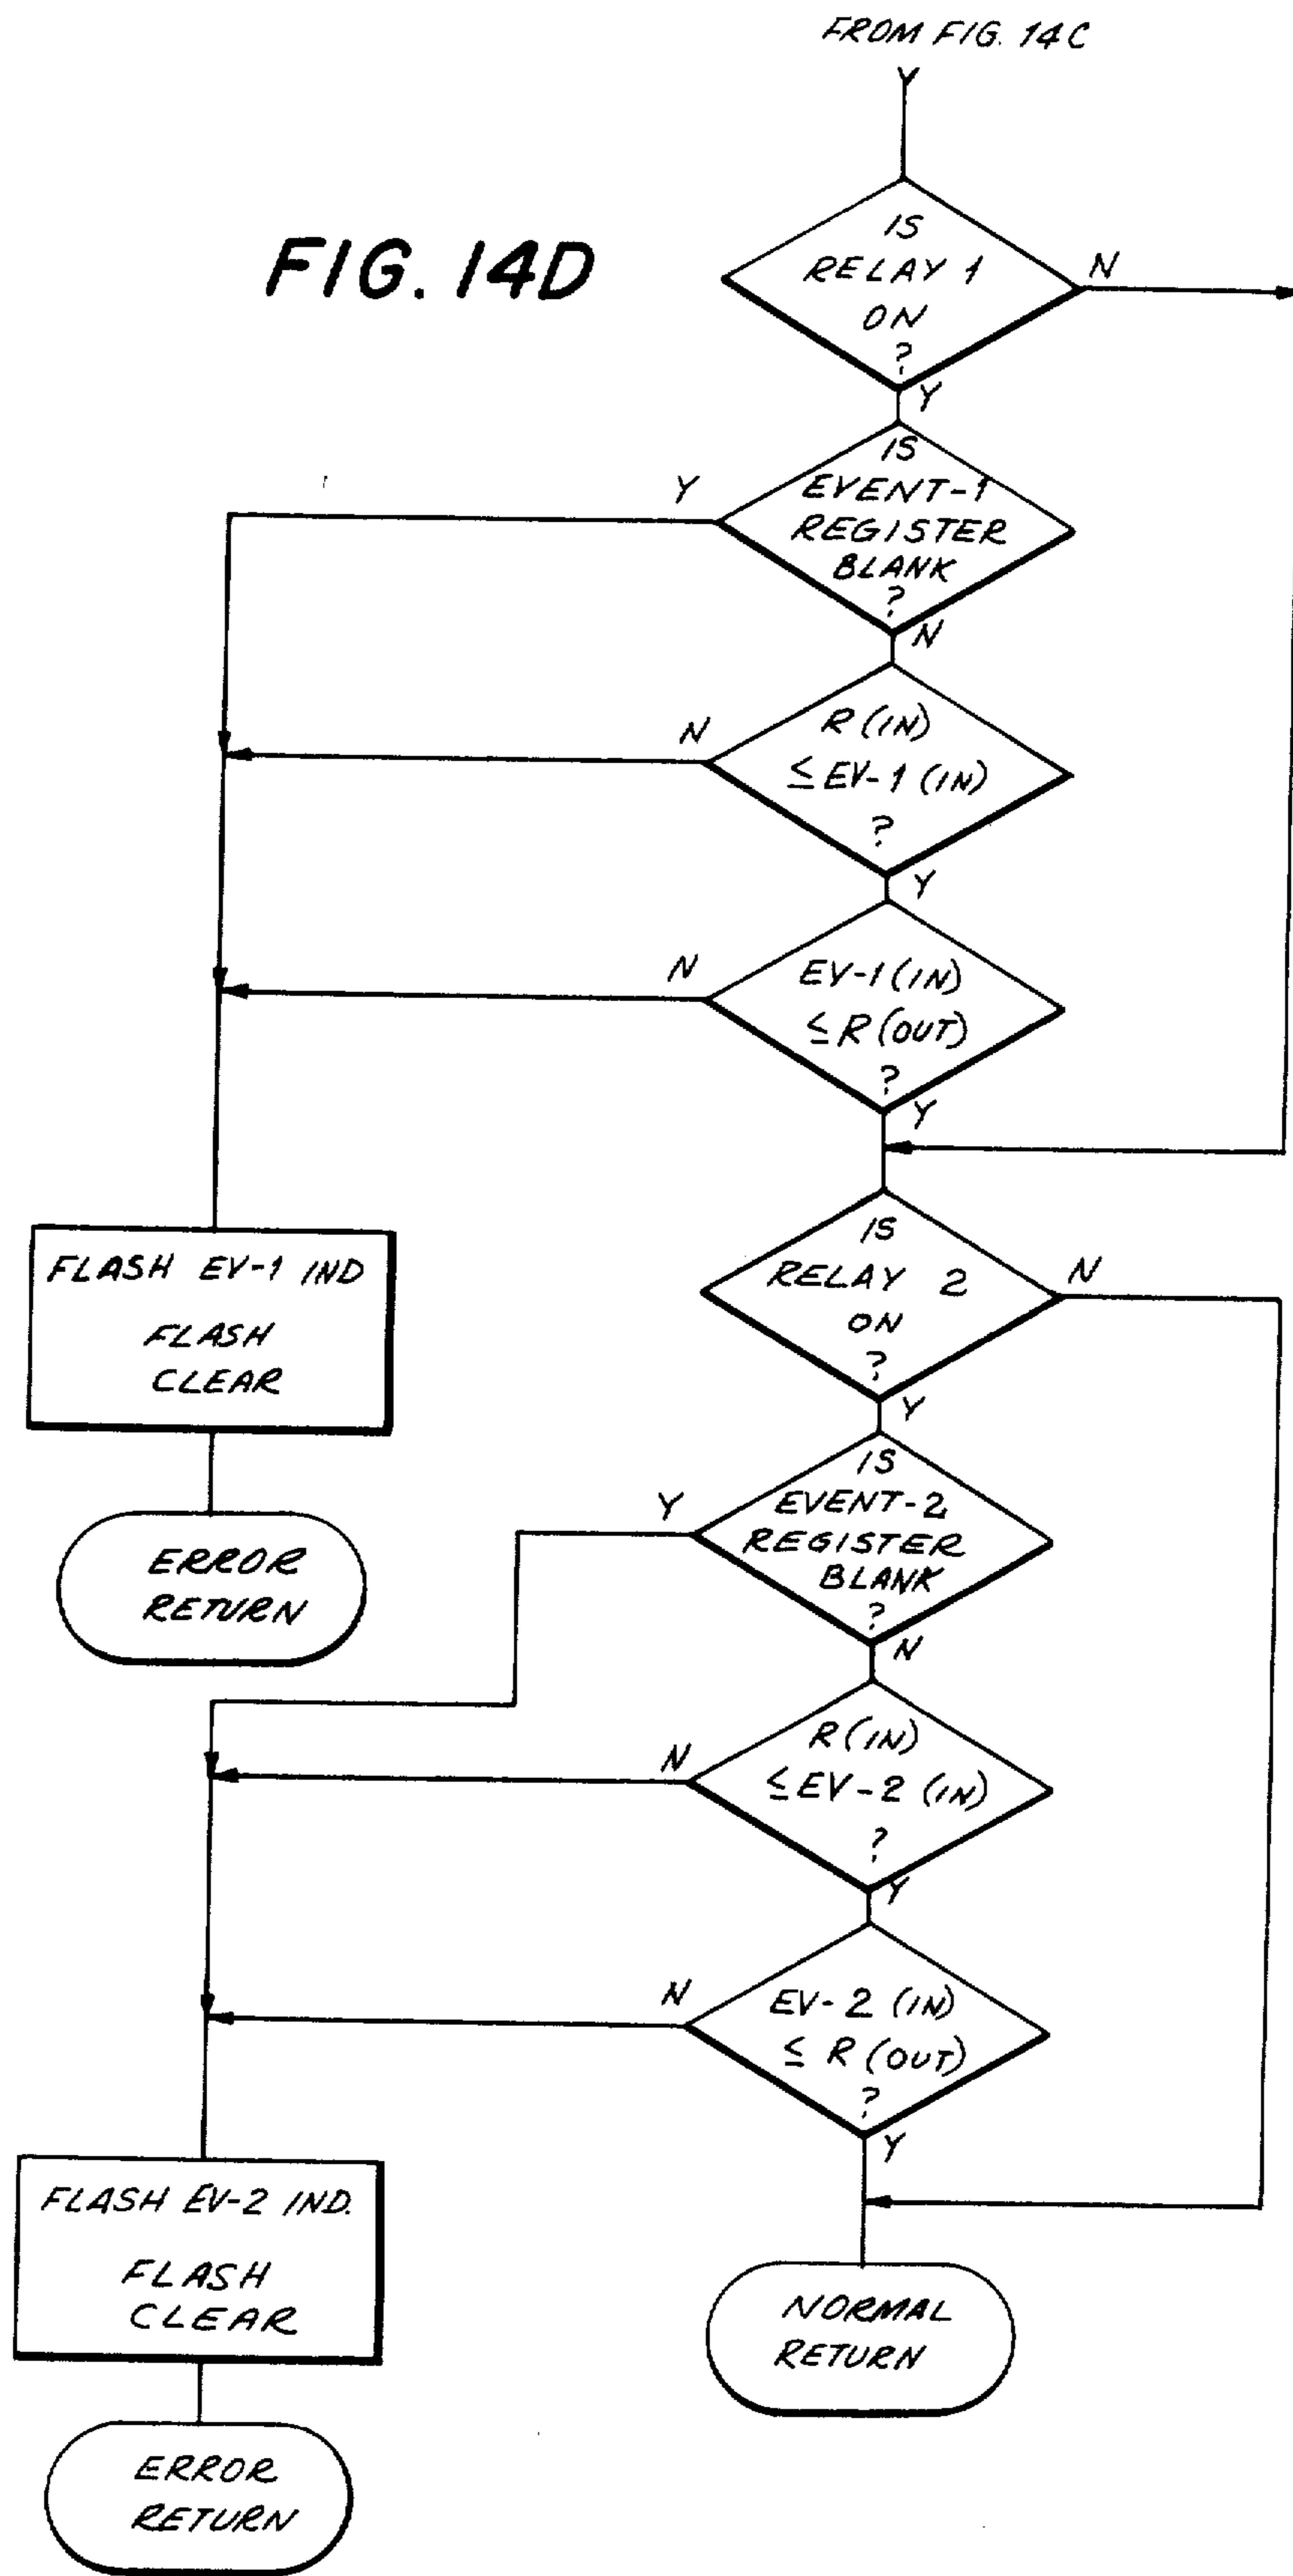 FROM FIG. 14C
Y
FIG. 14D
IS
RELAY 1
ON
?
N
Y
IS
EVENT-1
REGISTER
BLANK
?
Y
N
R (IN)
≤ EV-1 (IN)
?
N
Y
EV-1 (IN)
≤ R (OUT)
?
N
Y
FLASH EV-1 IND
FLASH
CLEAR
ERROR
RETURN
IS
RELAY 2
ON
?
N
Y
IS
EVENT-2
REGISTER
BLANK
?
Y
N
R (IN)
≤ EV-2 (IN)
?
N
Y
EV-2 (IN)
≤ R (OUT)
?
N
Y
FLASH EV-2 IND.
FLASH
CLEAR
ERROR
RETURN
NORMAL
RETURN